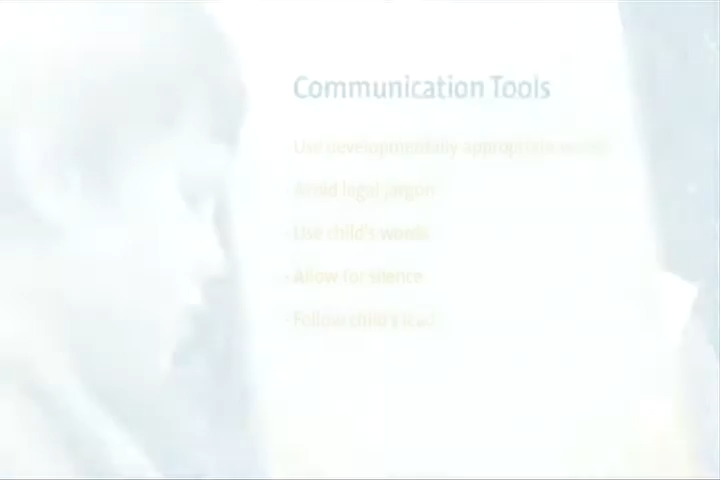 Communication Tools
Use developmentally appropriate words
Avoid legal jargon
Use child's words
- Allow for silence
- Follow child's lead